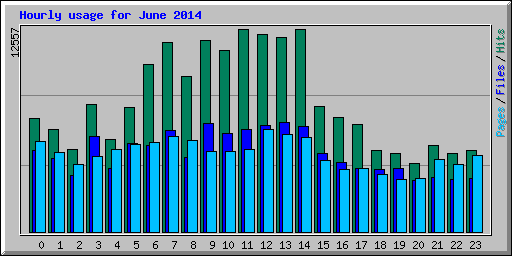 Hourly usage for June 2014
12557
Pages / Files / Hits
0 1 2 3 4 5 6 7 8 9 10 11 12 13 14 15 16 17 18 19 20 21 22 23